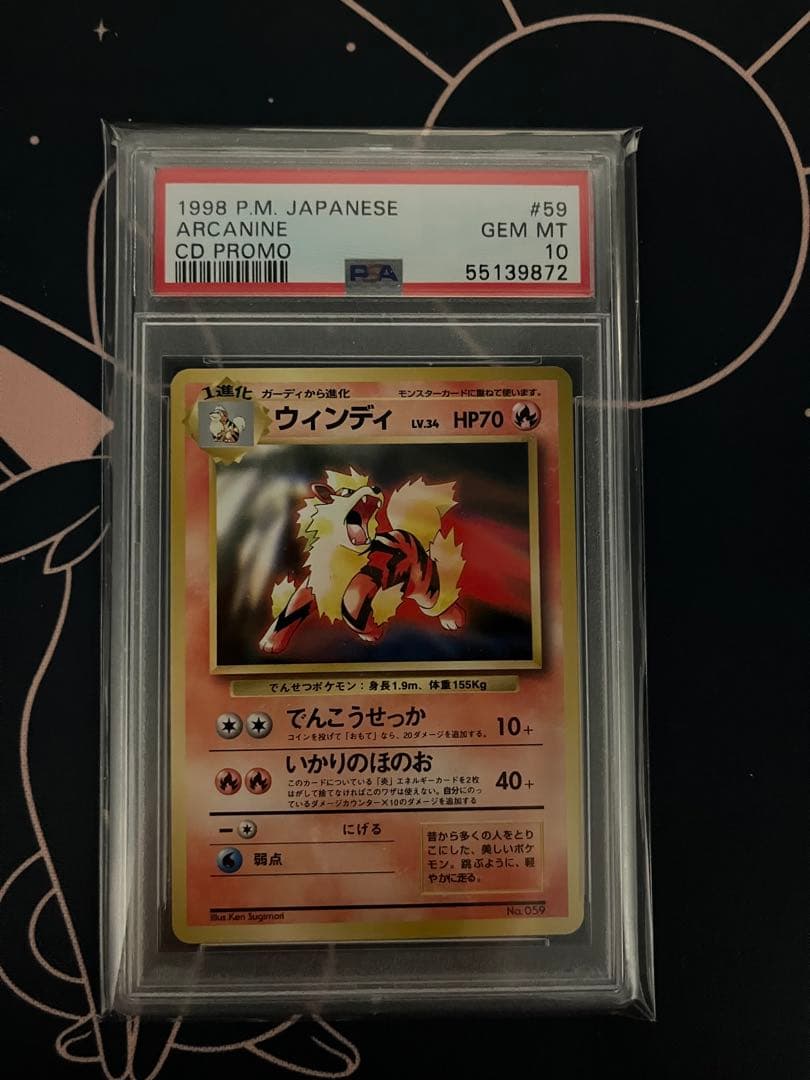 1998 P.M. JAPANESE #59
ARCANINE GEM MT
CD PROMO 10
PSA 55139872
1進化 ガーディから進化 モンスターカードに重ねて使います。
ウィンディ LV.34 HP70
でんせつポケモン：身長1.9m、体重155Kg
でんこうせっか 10+
コインを投げて「おもて」なら、20ダメージを追加する。
いかりのほのお 40+
このカードについている「炎」エネルギーカードを2枚
はがして捨てなければこのワザは使えない。自分にのっ
ているダメージカウンター×10のダメージを追加する
にげる
弱点
昔から多くの人をとり
こにした、美しいポケ
モン。跳ぶように、軽
やかに走る。
Illus.Ken Sugimori No.059